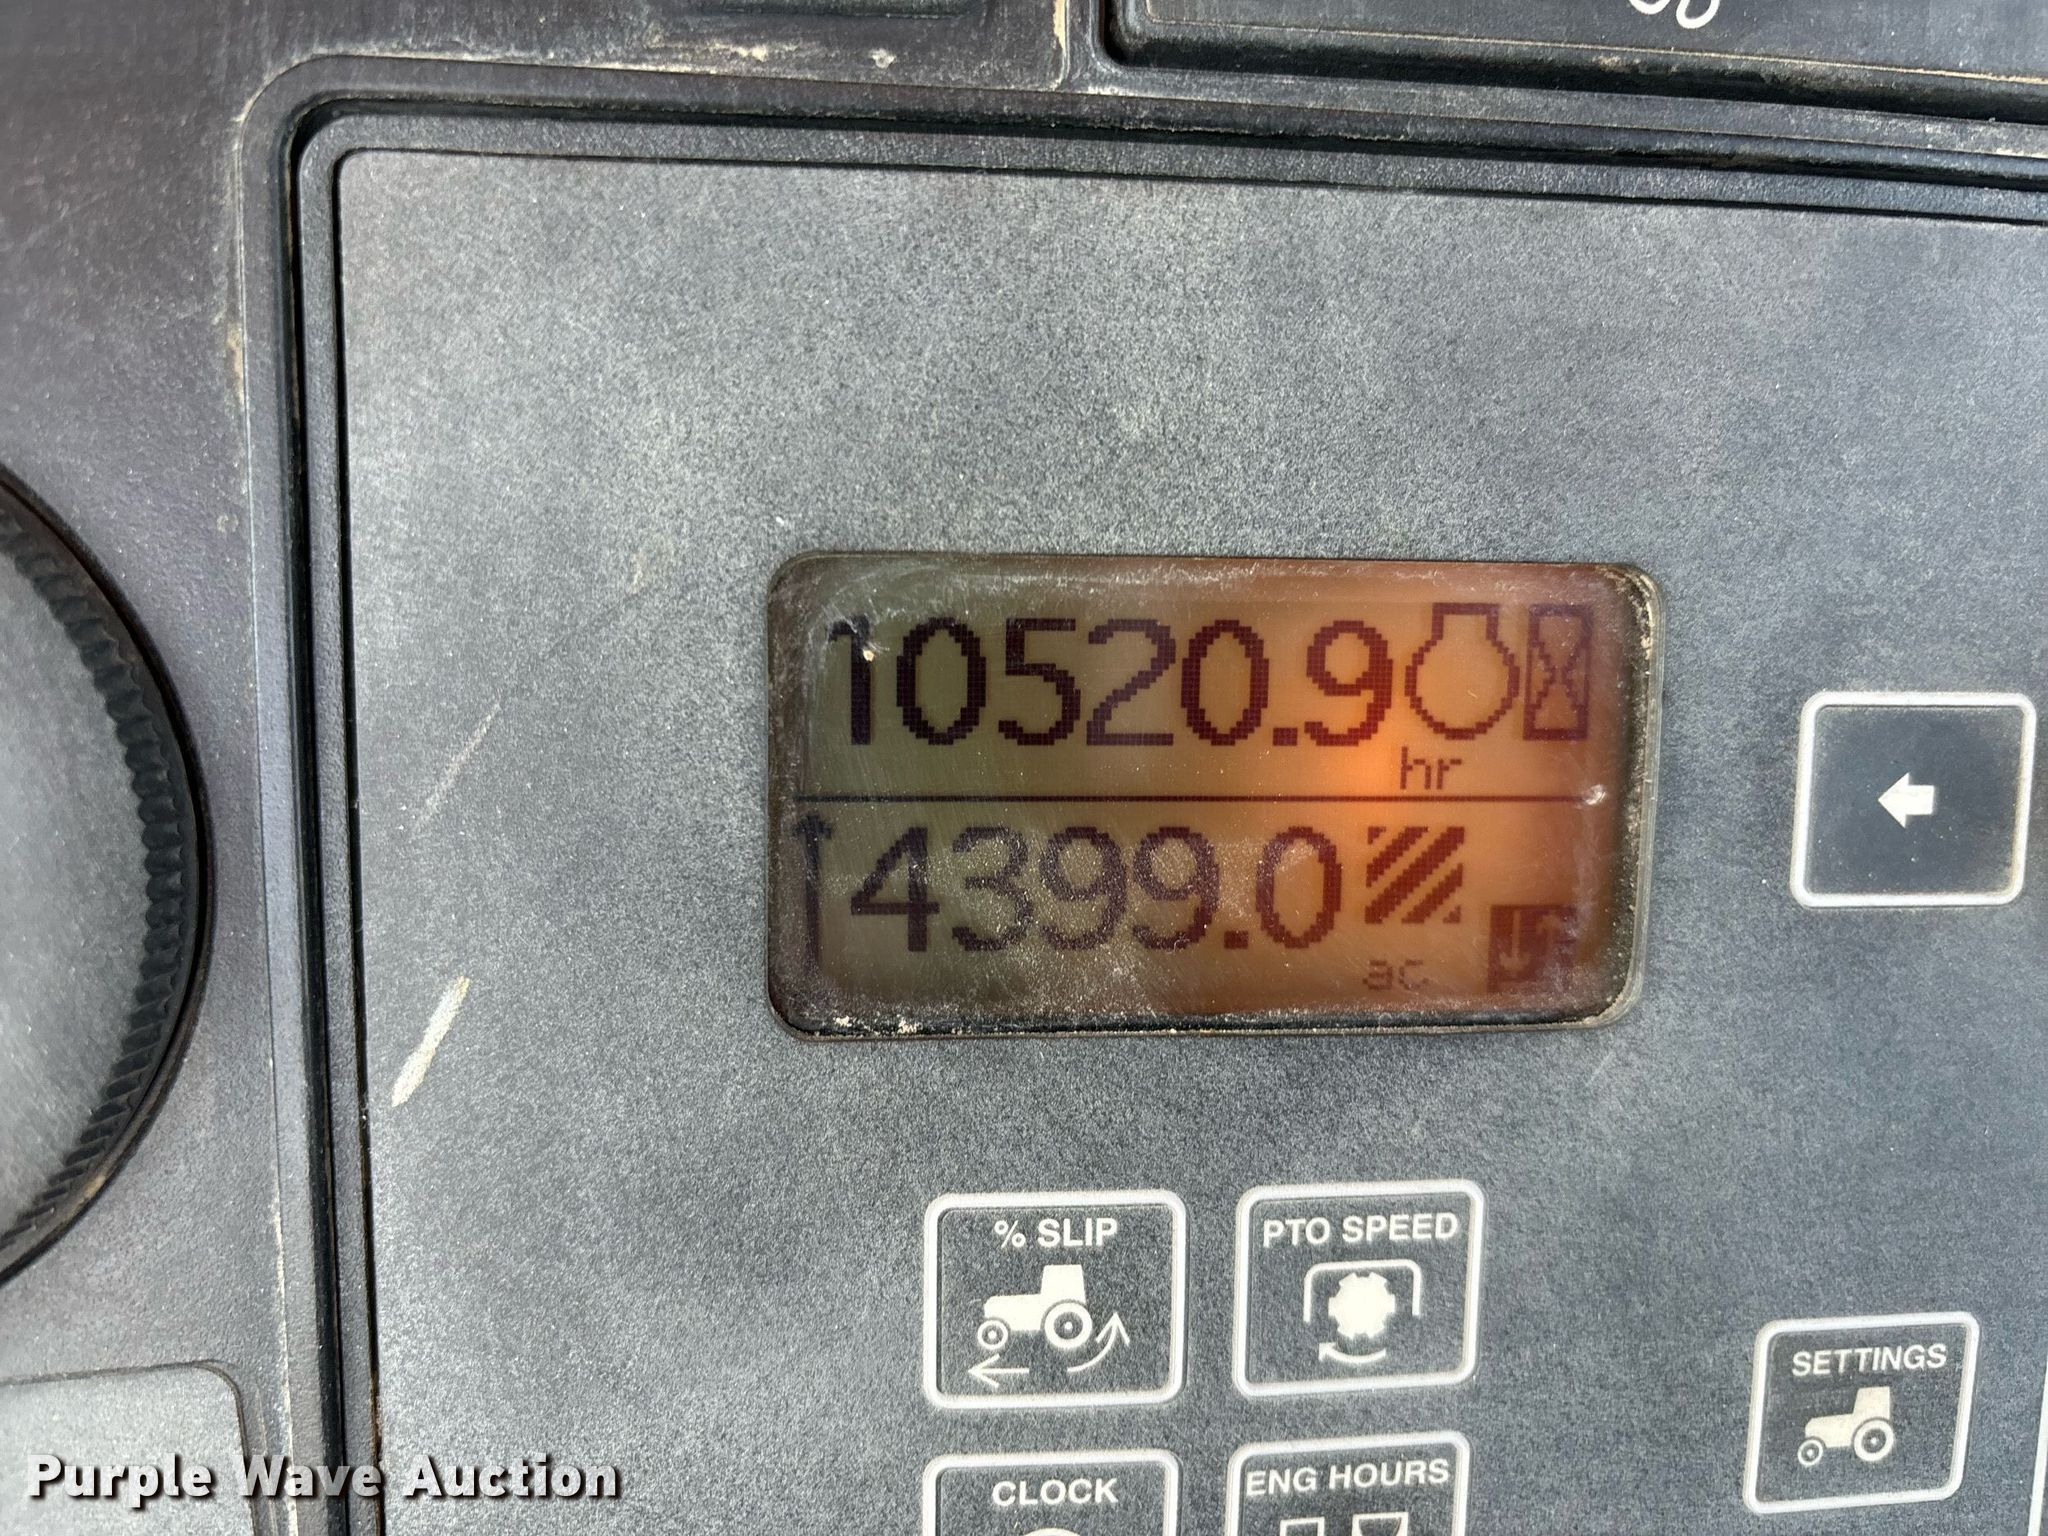 10520.9
hr
4399.0
ac
% SLIP
PTO SPEED
SETTINGS
CLOCK
ENG HOURS
Purple Wave Auction